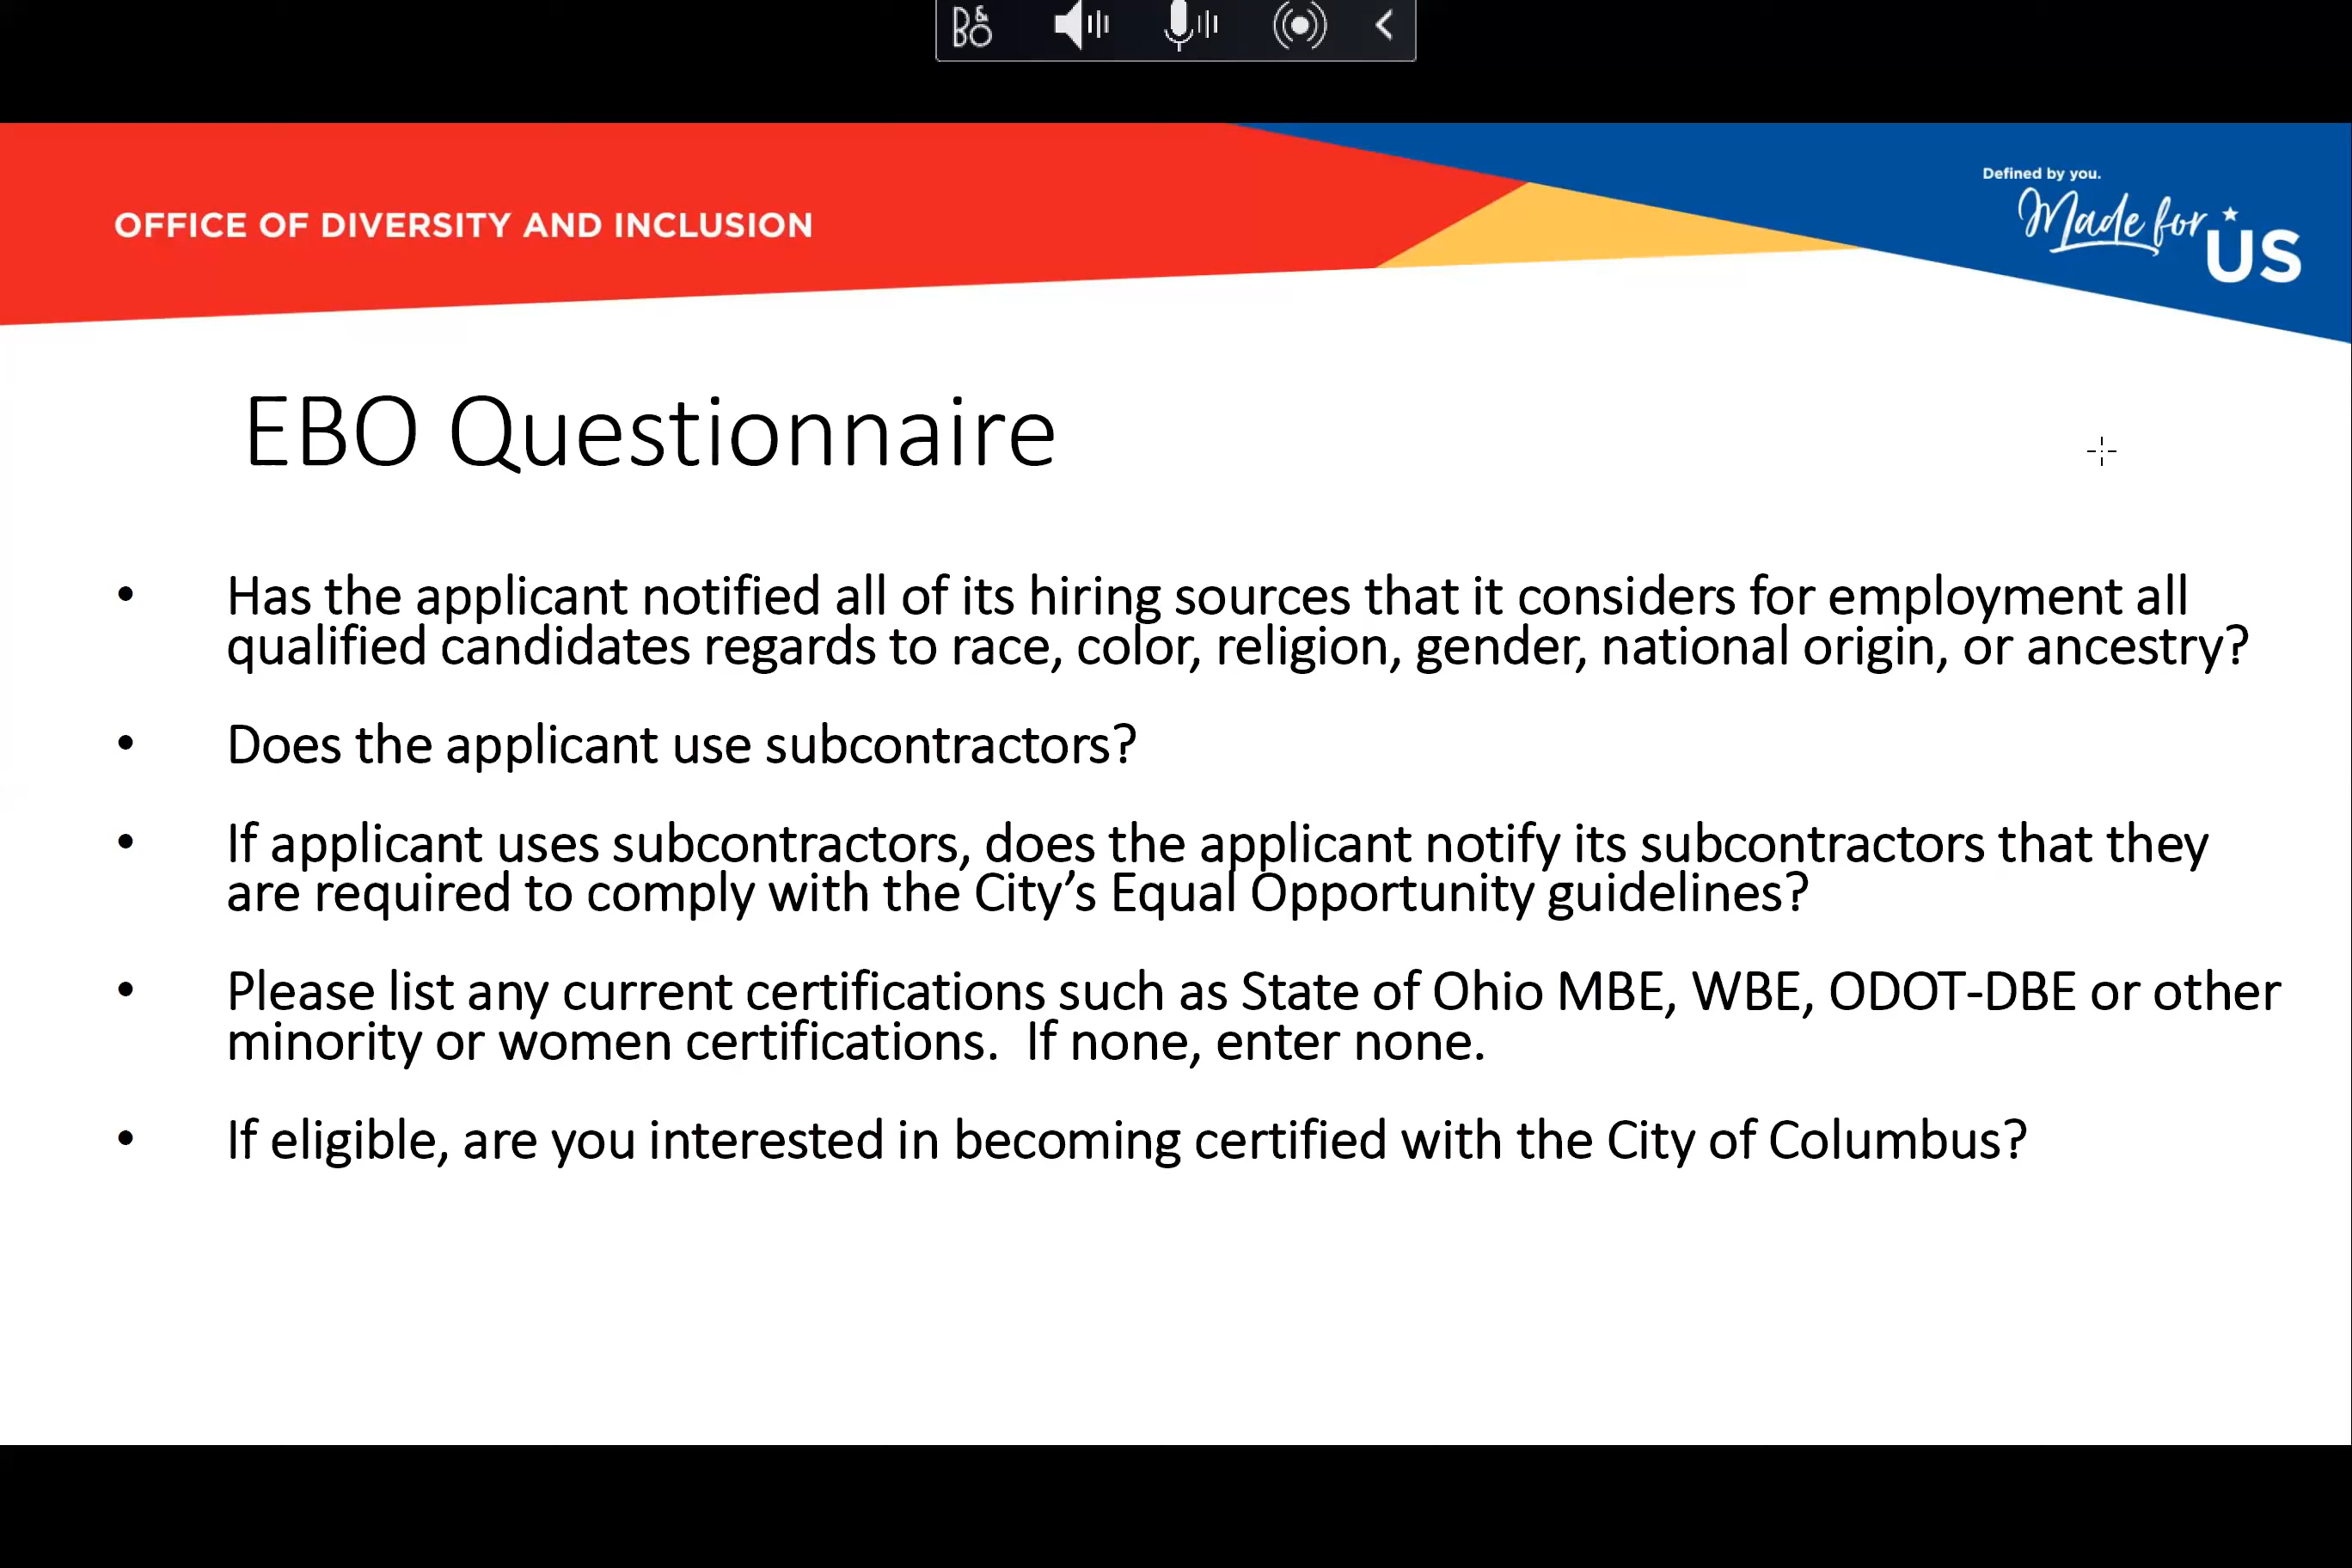 B&O
OFFICE OF DIVERSITY AND INCLUSION
Defined by you.
Made for US
EBO Questionnaire
• Has the applicant notified all of its hiring sources that it considers for employment all
qualified candidates regards to race, color, religion, gender, national origin, or ancestry?
• Does the applicant use subcontractors?
• If applicant uses subcontractors, does the applicant notify its subcontractors that they
are required to comply with the City’s Equal Opportunity guidelines?
• Please list any current certifications such as State of Ohio MBE, WBE, ODOT-DBE or other
minority or women certifications.  If none, enter none.
• If eligible, are you interested in becoming certified with the City of Columbus?